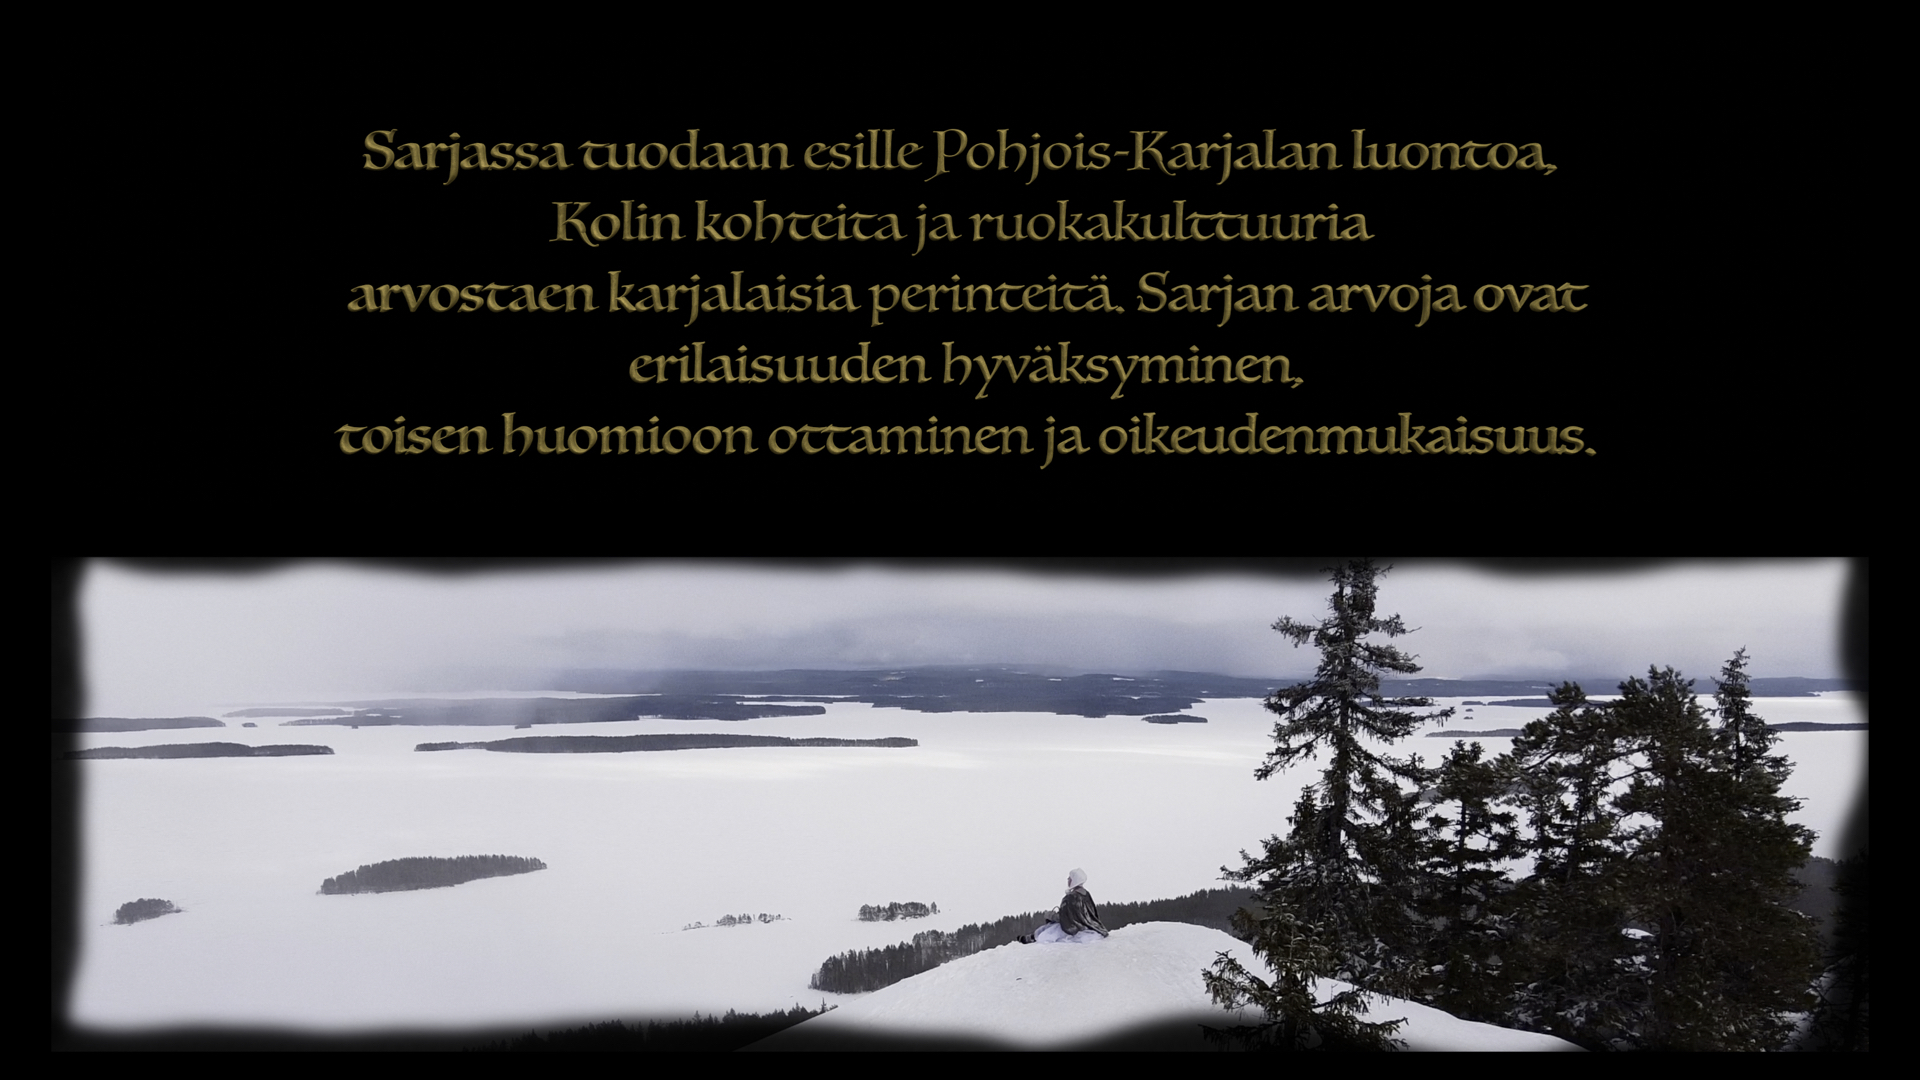 Sarjassa tuodaan esille Pohjois-Karjalan luontoa,
Kolin kohteita ja ruokakulttuuria
arvostaen karjalaisia perinteitä. Sarjan arvoja ovat
erilaisuuden hyväksyminen,
toisen huomioon ottaminen ja oikeudenmukaisuus.